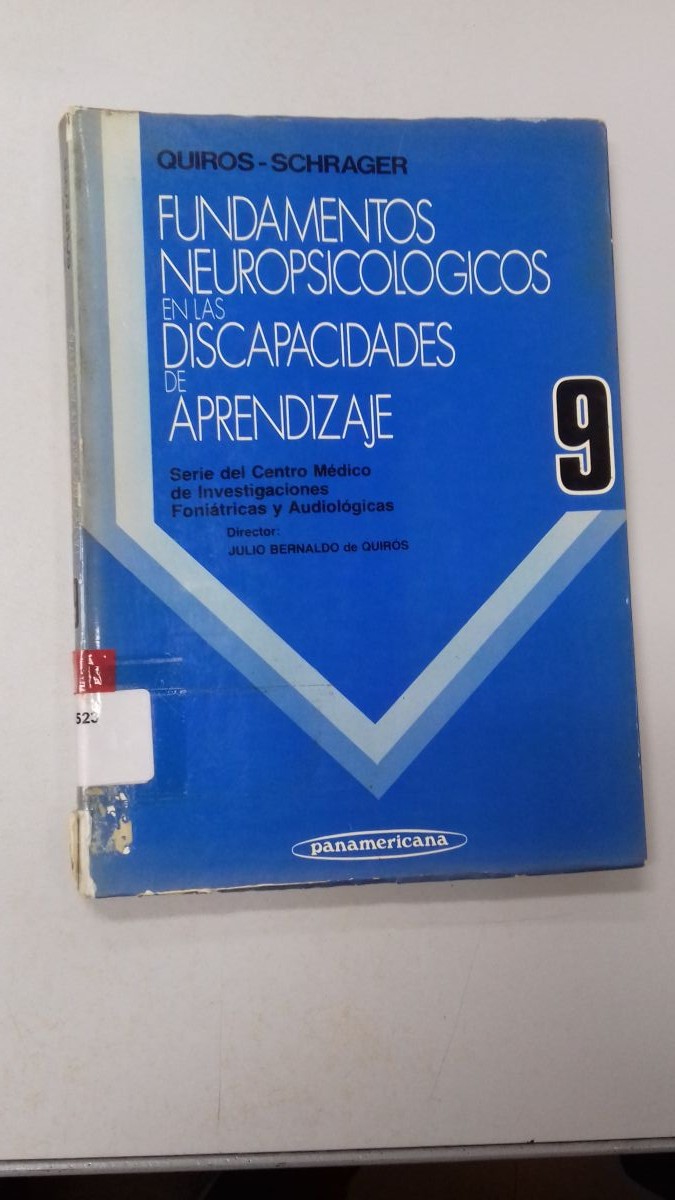 QUIROS - SCHRAGER
FUNDAMENTOS
NEUROPSICOLOGICOS
EN LAS
DISCAPACIDADES
DE
APRENDIZAJE
9
Serie del Centro Médico
de Investigaciones
Foniátricas y Audiológicas
Director:
JULIO BERNALDO de QUIRÓS
523
panamericana